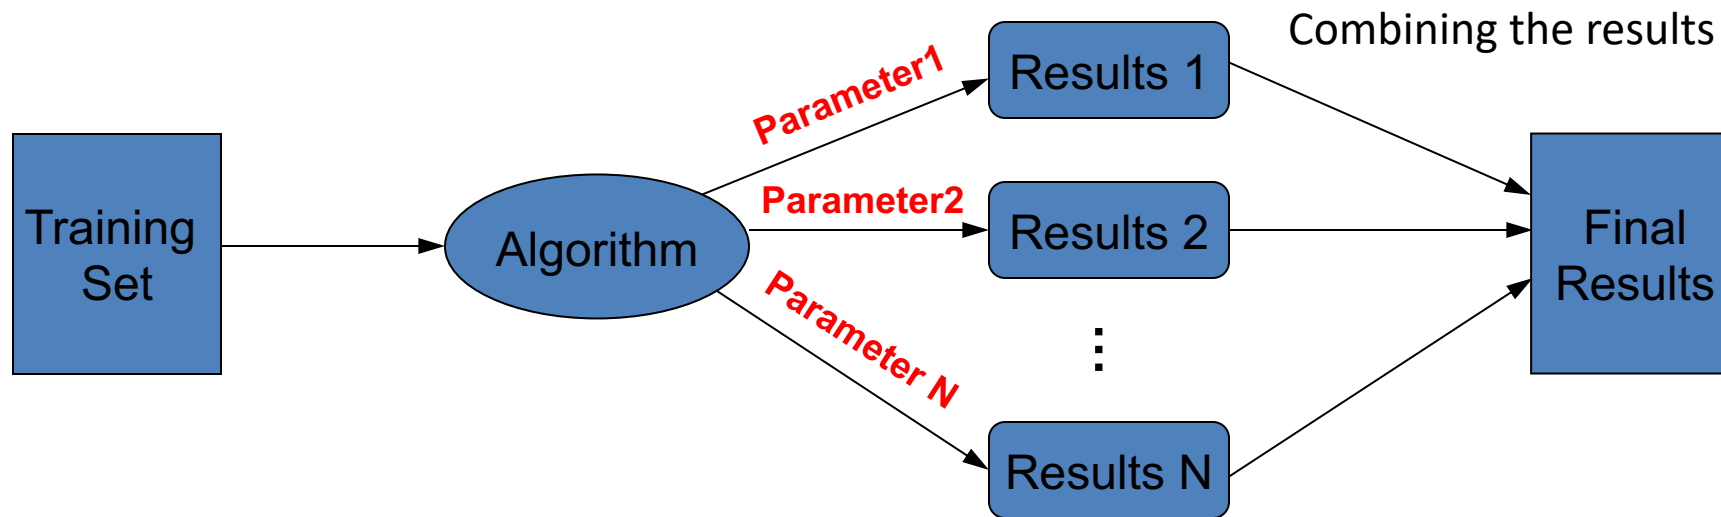 Combining the results
Parameter1
Results 1
Training
Set
Algorithm
Parameter2
Results 2
Final
Results
Parameter N
⋮
Results N